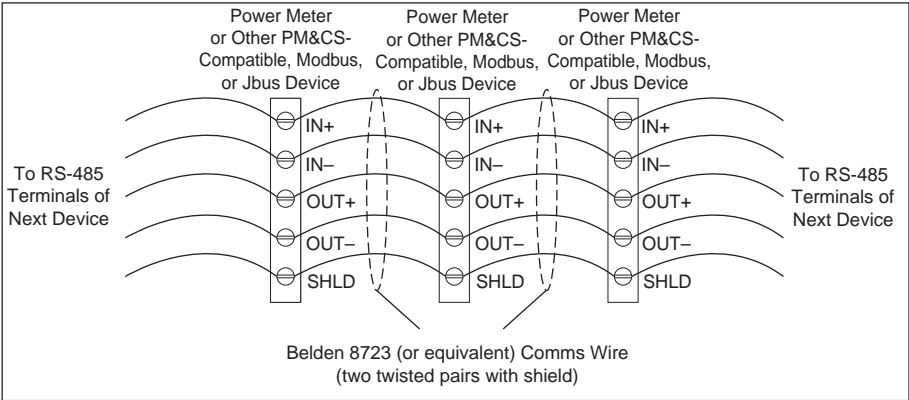 Power Meter
or Other PM&CS-
Compatible, Modbus,
or Jbus Device
Power Meter
or Other PM&CS-
Compatible, Modbus,
or Jbus Device
Power Meter
or Other PM&CS-
Compatible, Modbus,
or Jbus Device
To RS-485
Terminals of
Next Device
IN+
IN–
OUT+
OUT–
SHLD
IN+
IN–
OUT+
OUT–
SHLD
IN+
IN–
OUT+
OUT–
SHLD
To RS-485
Terminals of
Next Device
Belden 8723 (or equivalent) Comms Wire
(two twisted pairs with shield)